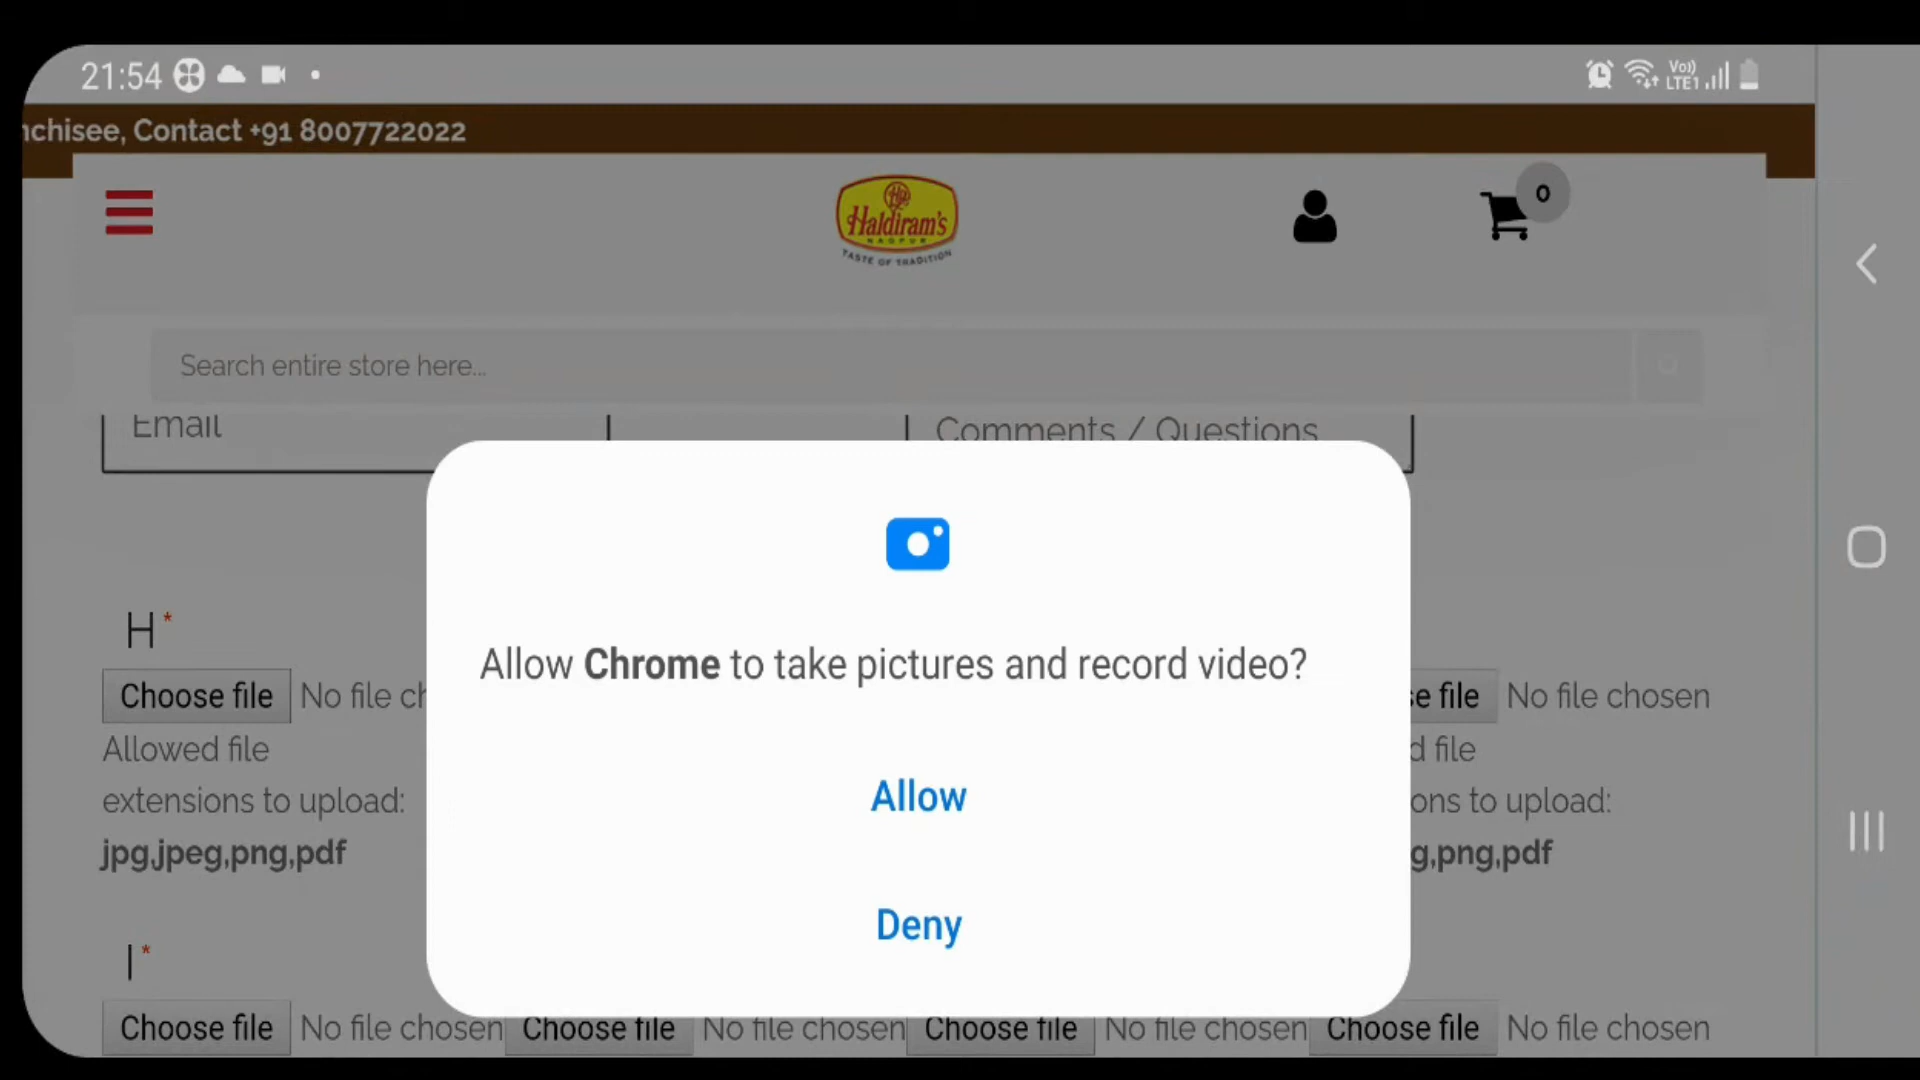 21:54
Vo)) LTE1
nchisee, Contact +91 8007722022
Haldiram's
NAGPUR
TASTE OF TRADITION
0
Search entire store here...
Email
Comments / Questions
Allow Chrome to take pictures and record video?
Allow
Deny
H*
Choose file No file ch
se file No file chosen
Allowed file
d file
extensions to upload:
ons to upload:
jpg,jpeg,png,pdf
g,png,pdf
I*
Choose file No file chosen Choose file No file chosen Choose file No file chosen Choose file No file chosen